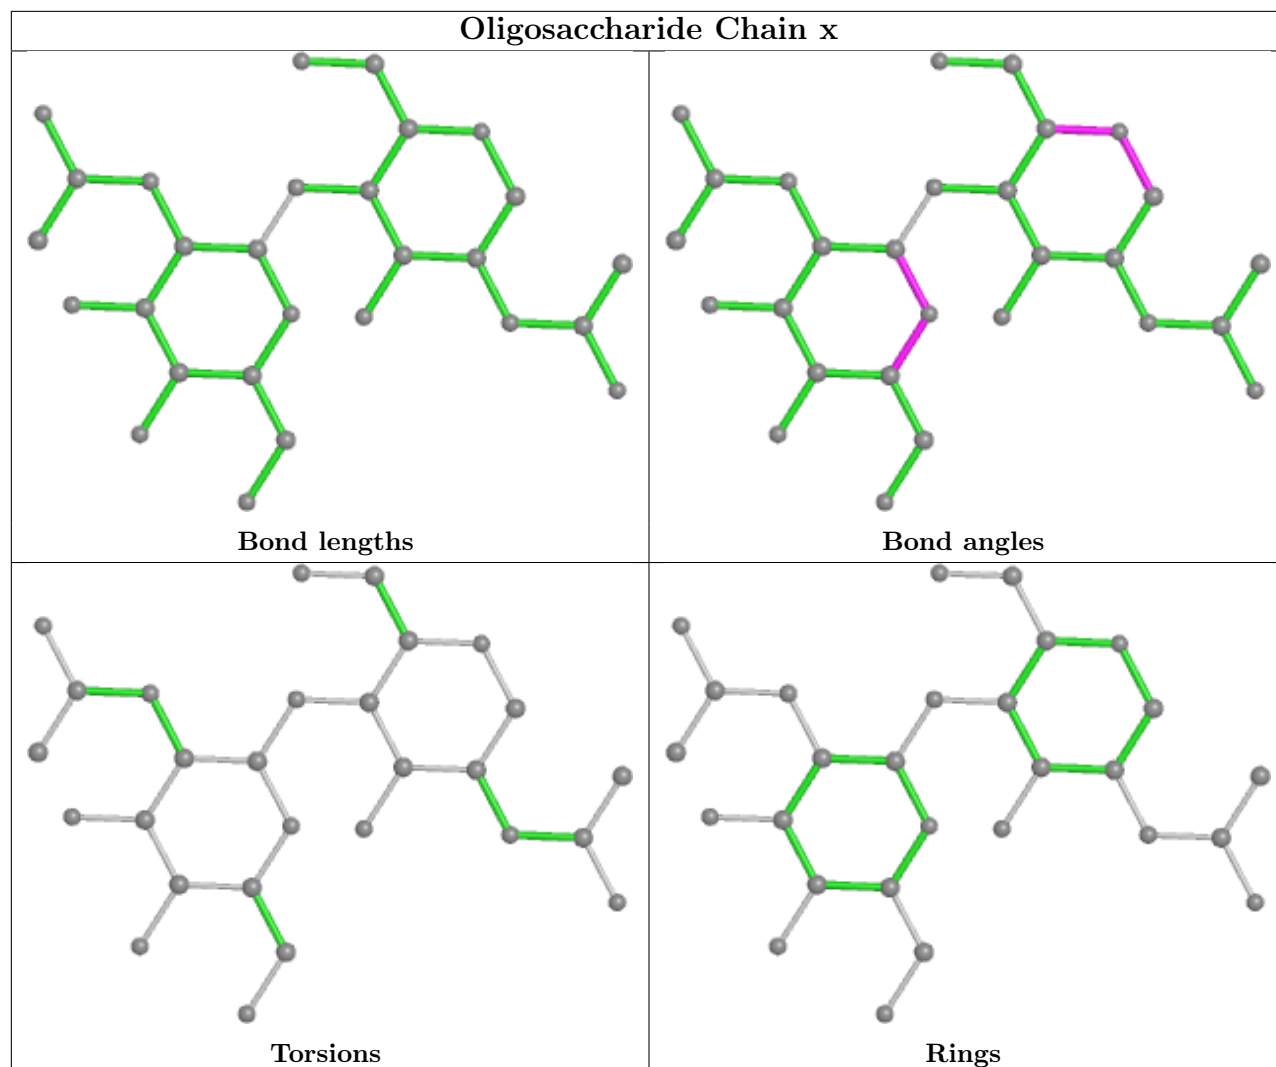 Oligosaccharide Chain x
Bond lengths
Bond angles
Torsions
Rings